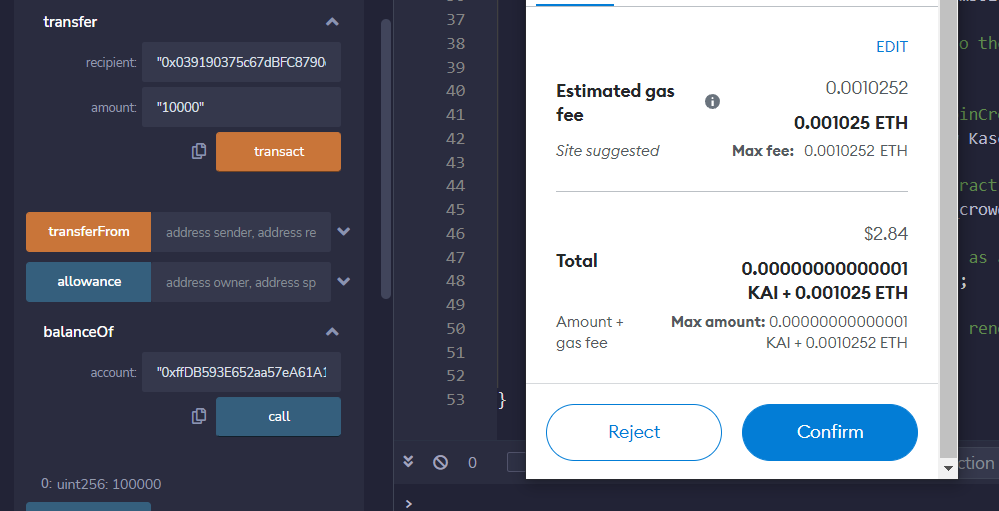 transfer
recipient: "0x039190375c67dBFC8790
amount: "10000"
transact
transferFrom address sender, address re
allowance address owner, address sp
balanceOf
account: "0xffDB593E652aa57eA61A1
call
0: uint256: 100000
37
38
39
40
41
42
43
44
45
46
47
48
49
50
51
52
53 }
0
>
EDIT
Estimated gas fee
0.0010252
0.001025 ETH
Site suggested
Max fee: 0.0010252 ETH
$2.84
Total
0.00000000000001
KAI + 0.001025 ETH
Amount +
gas fee
Max amount: 0.00000000000001
KAI + 0.0010252 ETH
Reject
Confirm
o the
inCr
Kas
ract
crow
as
;
ren
ction